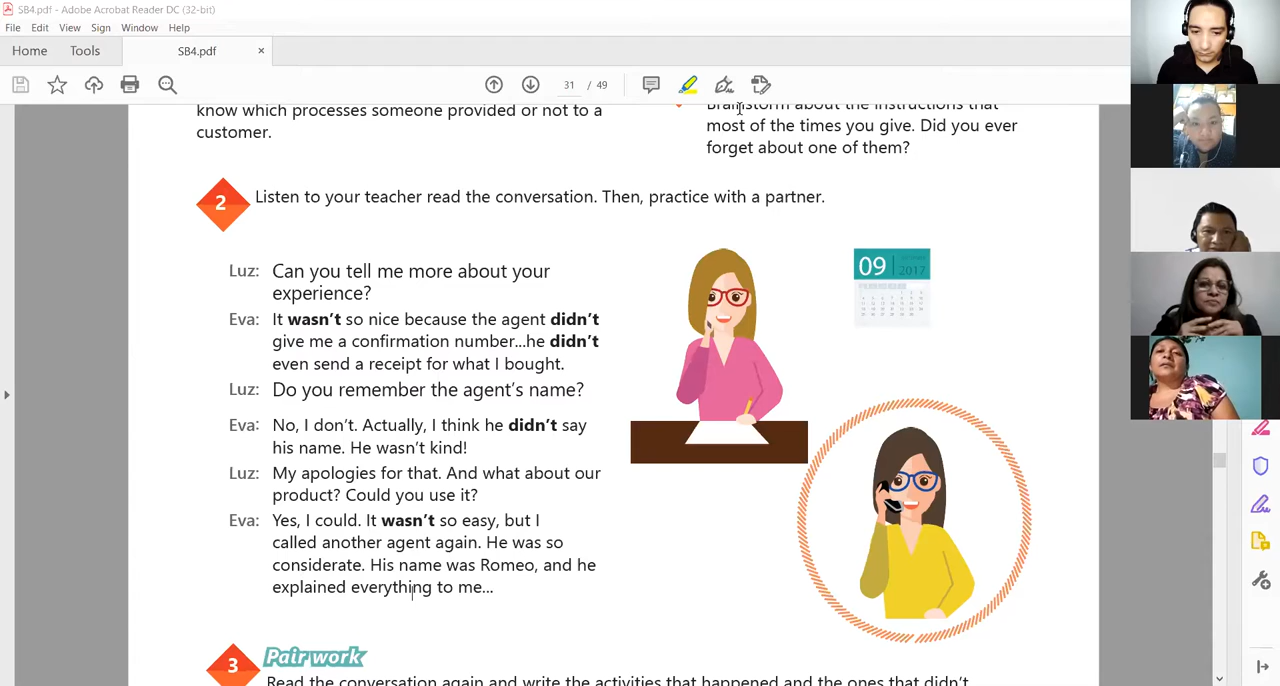 SB4.pdf - Adobe Acrobat Reader DC (32-bit)
File Edit View Sign Window Help
Home Tools SB4.pdf ×
31 / 49
know which processes someone provided or not to a
customer.
Brainstorm about the instructions that
most of the times you give. Did you ever
forget about one of them?
2 Listen to your teacher read the conversation. Then, practice with a partner.
Luz: Can you tell me more about your
experience?
Eva: It wasn't so nice because the agent didn't
give me a confirmation number...he didn't
even send a receipt for what I bought.
Luz: Do you remember the agent's name?
Eva: No, I don't. Actually, I think he didn't say
his name. He wasn't kind!
Luz: My apologies for that. And what about our
product? Could you use it?
Eva: Yes, I could. It wasn't so easy, but I
called another agent again. He was so
considerate. His name was Romeo, and he
explained everything to me...
09 2017
3 Pair work
Read the conversation again and write the activities that happened and the ones that didn't